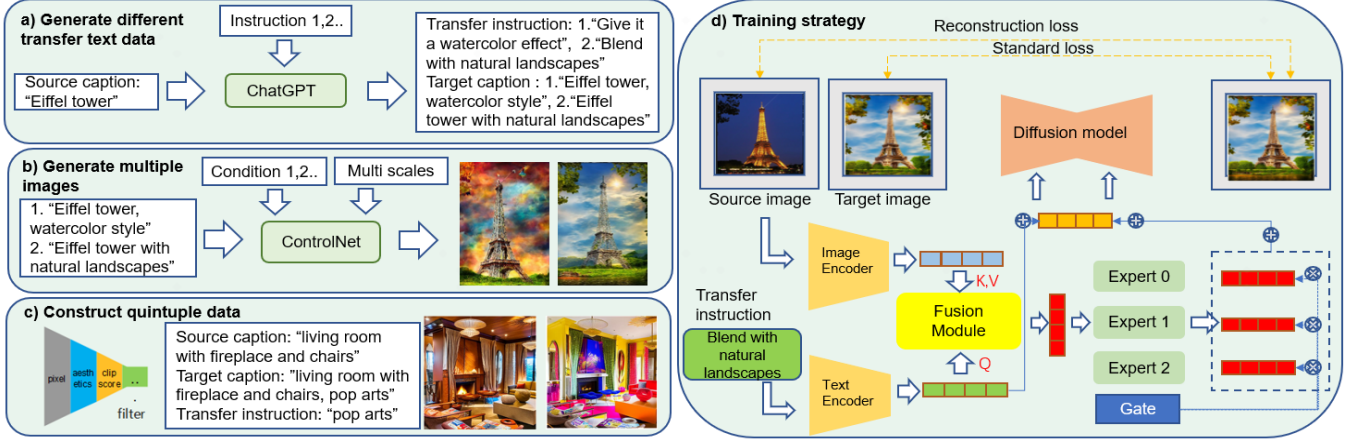 a) Generate different
transfer text data
Instruction 1,2..
Source caption:
“Eiffel tower”
ChatGPT
Transfer instruction: 1.“Give it
a watercolor effect”, 2.“Blend
with natural landscapes”
Target caption : 1.“Eiffel tower,
watercolor style”, 2.“Eiffel
tower with natural landscapes”
b) Generate multiple
images
Condition 1,2..
Multi scales
1. “Eiffel tower,
watercolor style”
2. “Eiffel tower with
natural landscapes”
ControlNet
c) Construct quintuple data
pixel
aesth
etics
clip
score
. .
.
filter
Source caption: “living room
with fireplace and chairs”
Target caption: ”living room with
fireplace and chairs, pop arts”
Transfer instruction: “pop arts”
d) Training strategy
Reconstruction loss
Standard loss
Source image
Target image
Diffusion model
Image
Encoder
K,V
Transfer
instruction
Blend with
natural
landscapes
Fusion
Module
Q
Text
Encoder
Expert 0
Expert 1
Expert 2
Gate